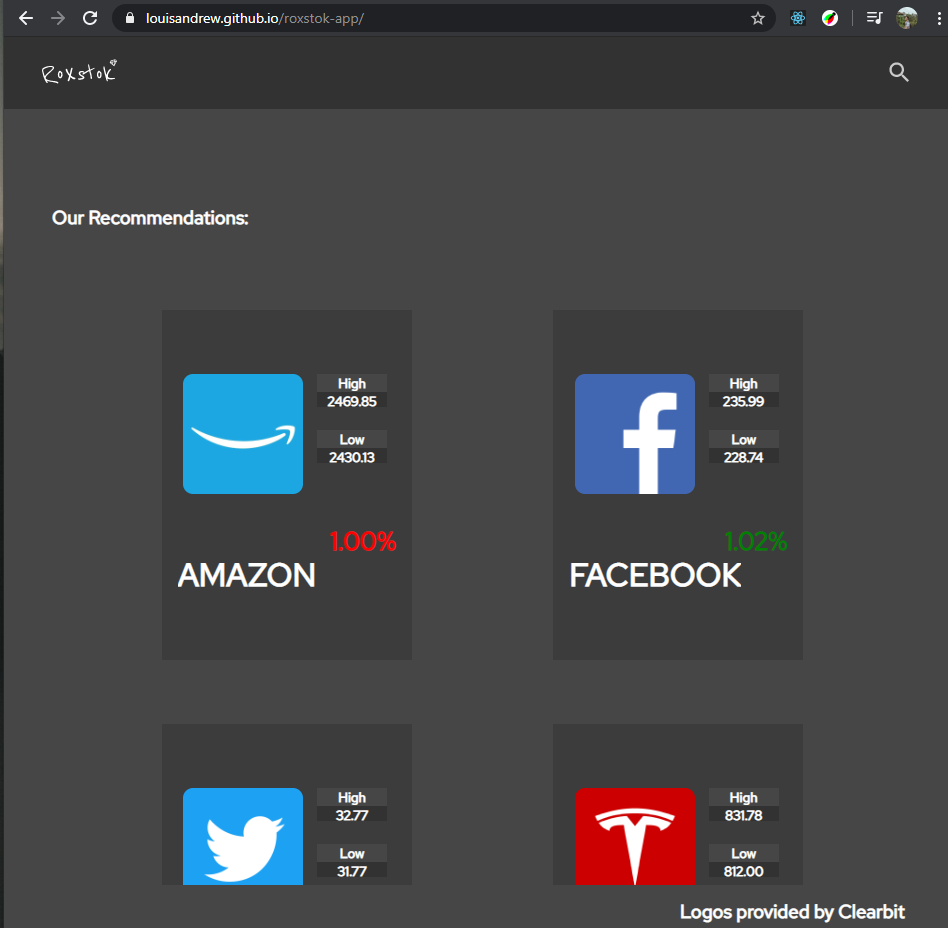 louisandrew.github.io/roxstok-app/
Roxstok
Our Recommendations:
High
2469.85
Low
2430.13
1.00%
AMAZON
High
235.99
Low
228.74
1.02%
FACEBOOK
High
32.77
Low
31.77
High
831.78
Low
812.00
Logos provided by Clearbit